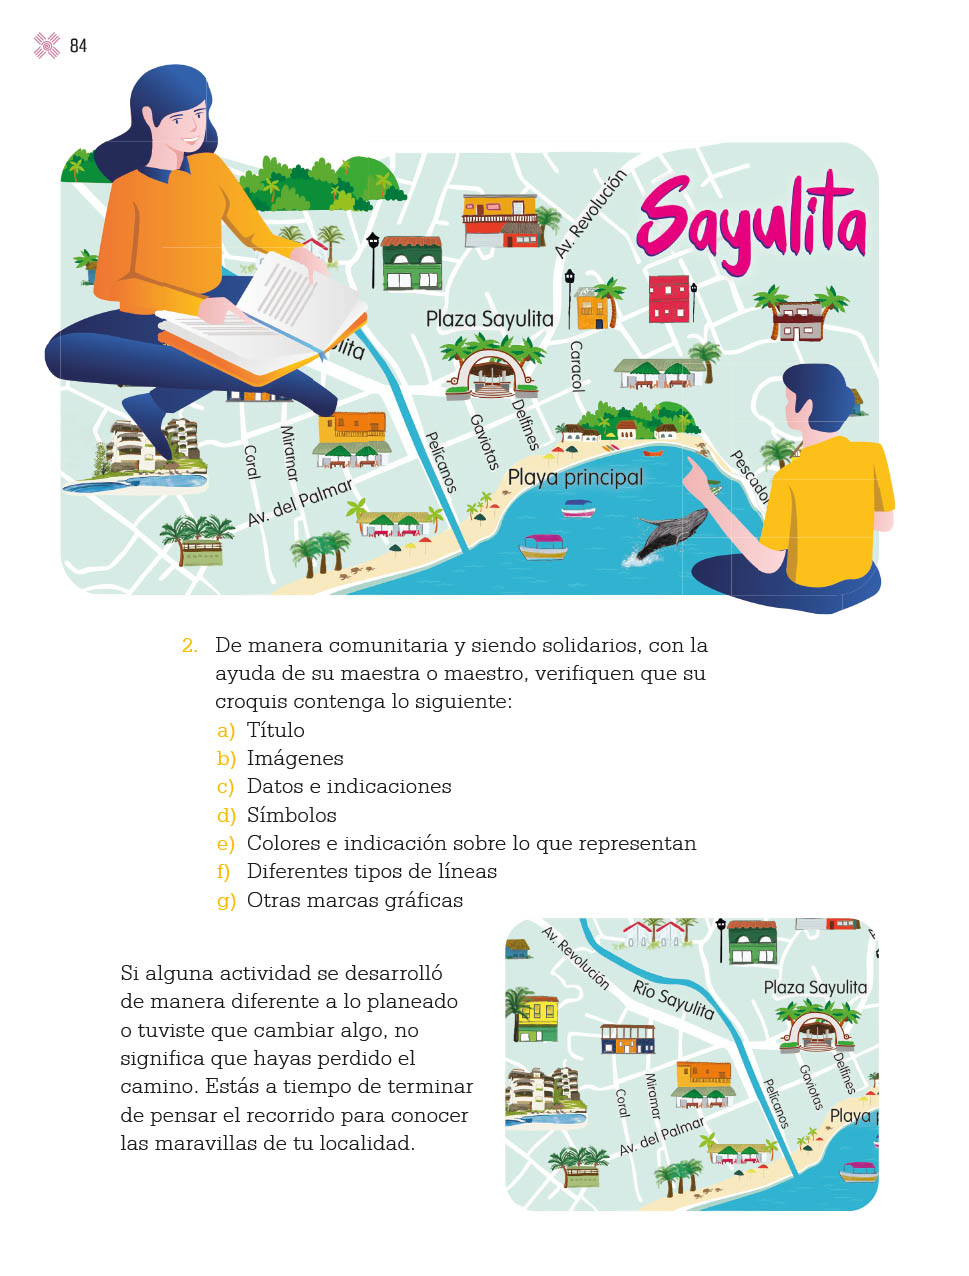 84
Sayulita
Av. Revolución
Plaza Sayulita
Caracol
Delfines
Gaviotas
Pelícanos
Miramar
Coral
Av. del Palmar
Playa principal
Pescador
2. De manera comunitaria y siendo solidarios, con la
ayuda de su maestra o maestro, verifiquen que su
croquis contenga lo siguiente:
a) Título
b) Imágenes
c) Datos e indicaciones
d) Símbolos
e) Colores e indicación sobre lo que representan
f) Diferentes tipos de líneas
g) Otras marcas gráficas
Si alguna actividad se desarrolló
de manera diferente a lo planeado
o tuviste que cambiar algo, no
significa que hayas perdido el
camino. Estás a tiempo de terminar
de pensar el recorrido para conocer
las maravillas de tu localidad.
Av. Revolución
Río Sayulita
Plaza Sayulita
Delfines
Gaviotas
Pelícanos
Miramar
Coral
Av. del Palmar
Playa